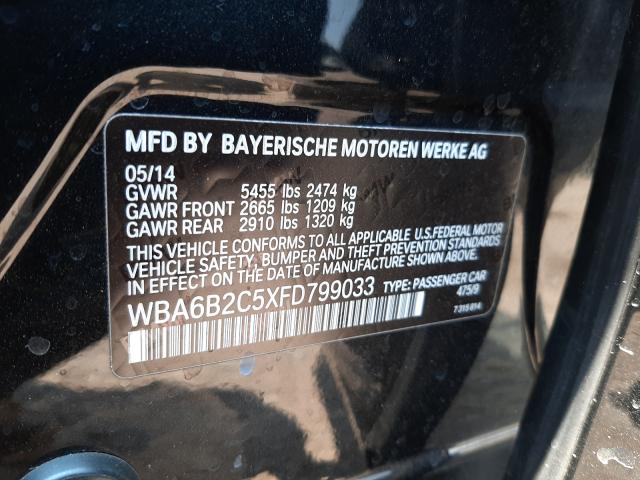 MFD BY BAYERISCHE MOTOREN WERKE AG
05/14
GVWR 5455 lbs 2474 kg
GAWR FRONT 2665 lbs 1209 kg
GAWR REAR 2910 lbs 1320 kg
THIS VEHICLE CONFORMS TO ALL APPLICABLE U.S.FEDERAL MOTOR
VEHICLE SAFETY, BUMPER AND THEFT PREVENTION STANDARDS
IN EFFECT ON THE DATE OF MANUFACTURE SHOWN ABOVE.
WBA6B2C5XFD799033 TYPE: PASSENGER CAR
475/9
7315814